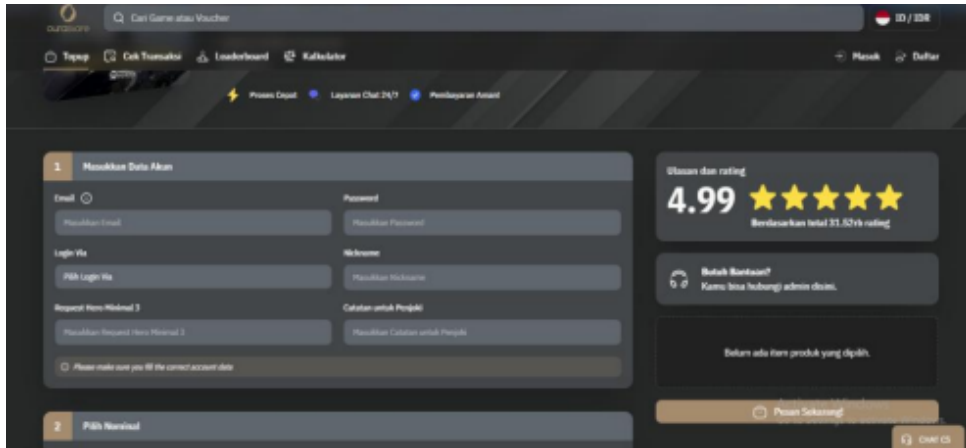 Cari Game atau Voucher
ID / IDR
Topup
Cek Transaksi
Leaderboard
Kalkulator
Masuk
Daftar
Proses Cepat
Layanan Chat 24/7
Pembayaran Aman!
1
Masukkan Data Akun
Email
Password
Masukkan Email
Masukkan Password
Login Via
Nickname
Pilih Login Via
Masukkan Nickname
Request Hero Minimal 3
Catatan untuk Penjoki
Masukkan Request Hero Minimal 3
Masukkan Catatan untuk Penjoki
Please make sure you fill the correct account data
2
Pilih Nominal
Ulasan dan rating
4.99
Berdasarkan total 31.52rb rating
Butuh Bantuan?
Kamu bisa hubungi admin disini.
Belum ada item produk yang dipilih.
Activate Windows
Pesan Sekarang!
CHAT CS